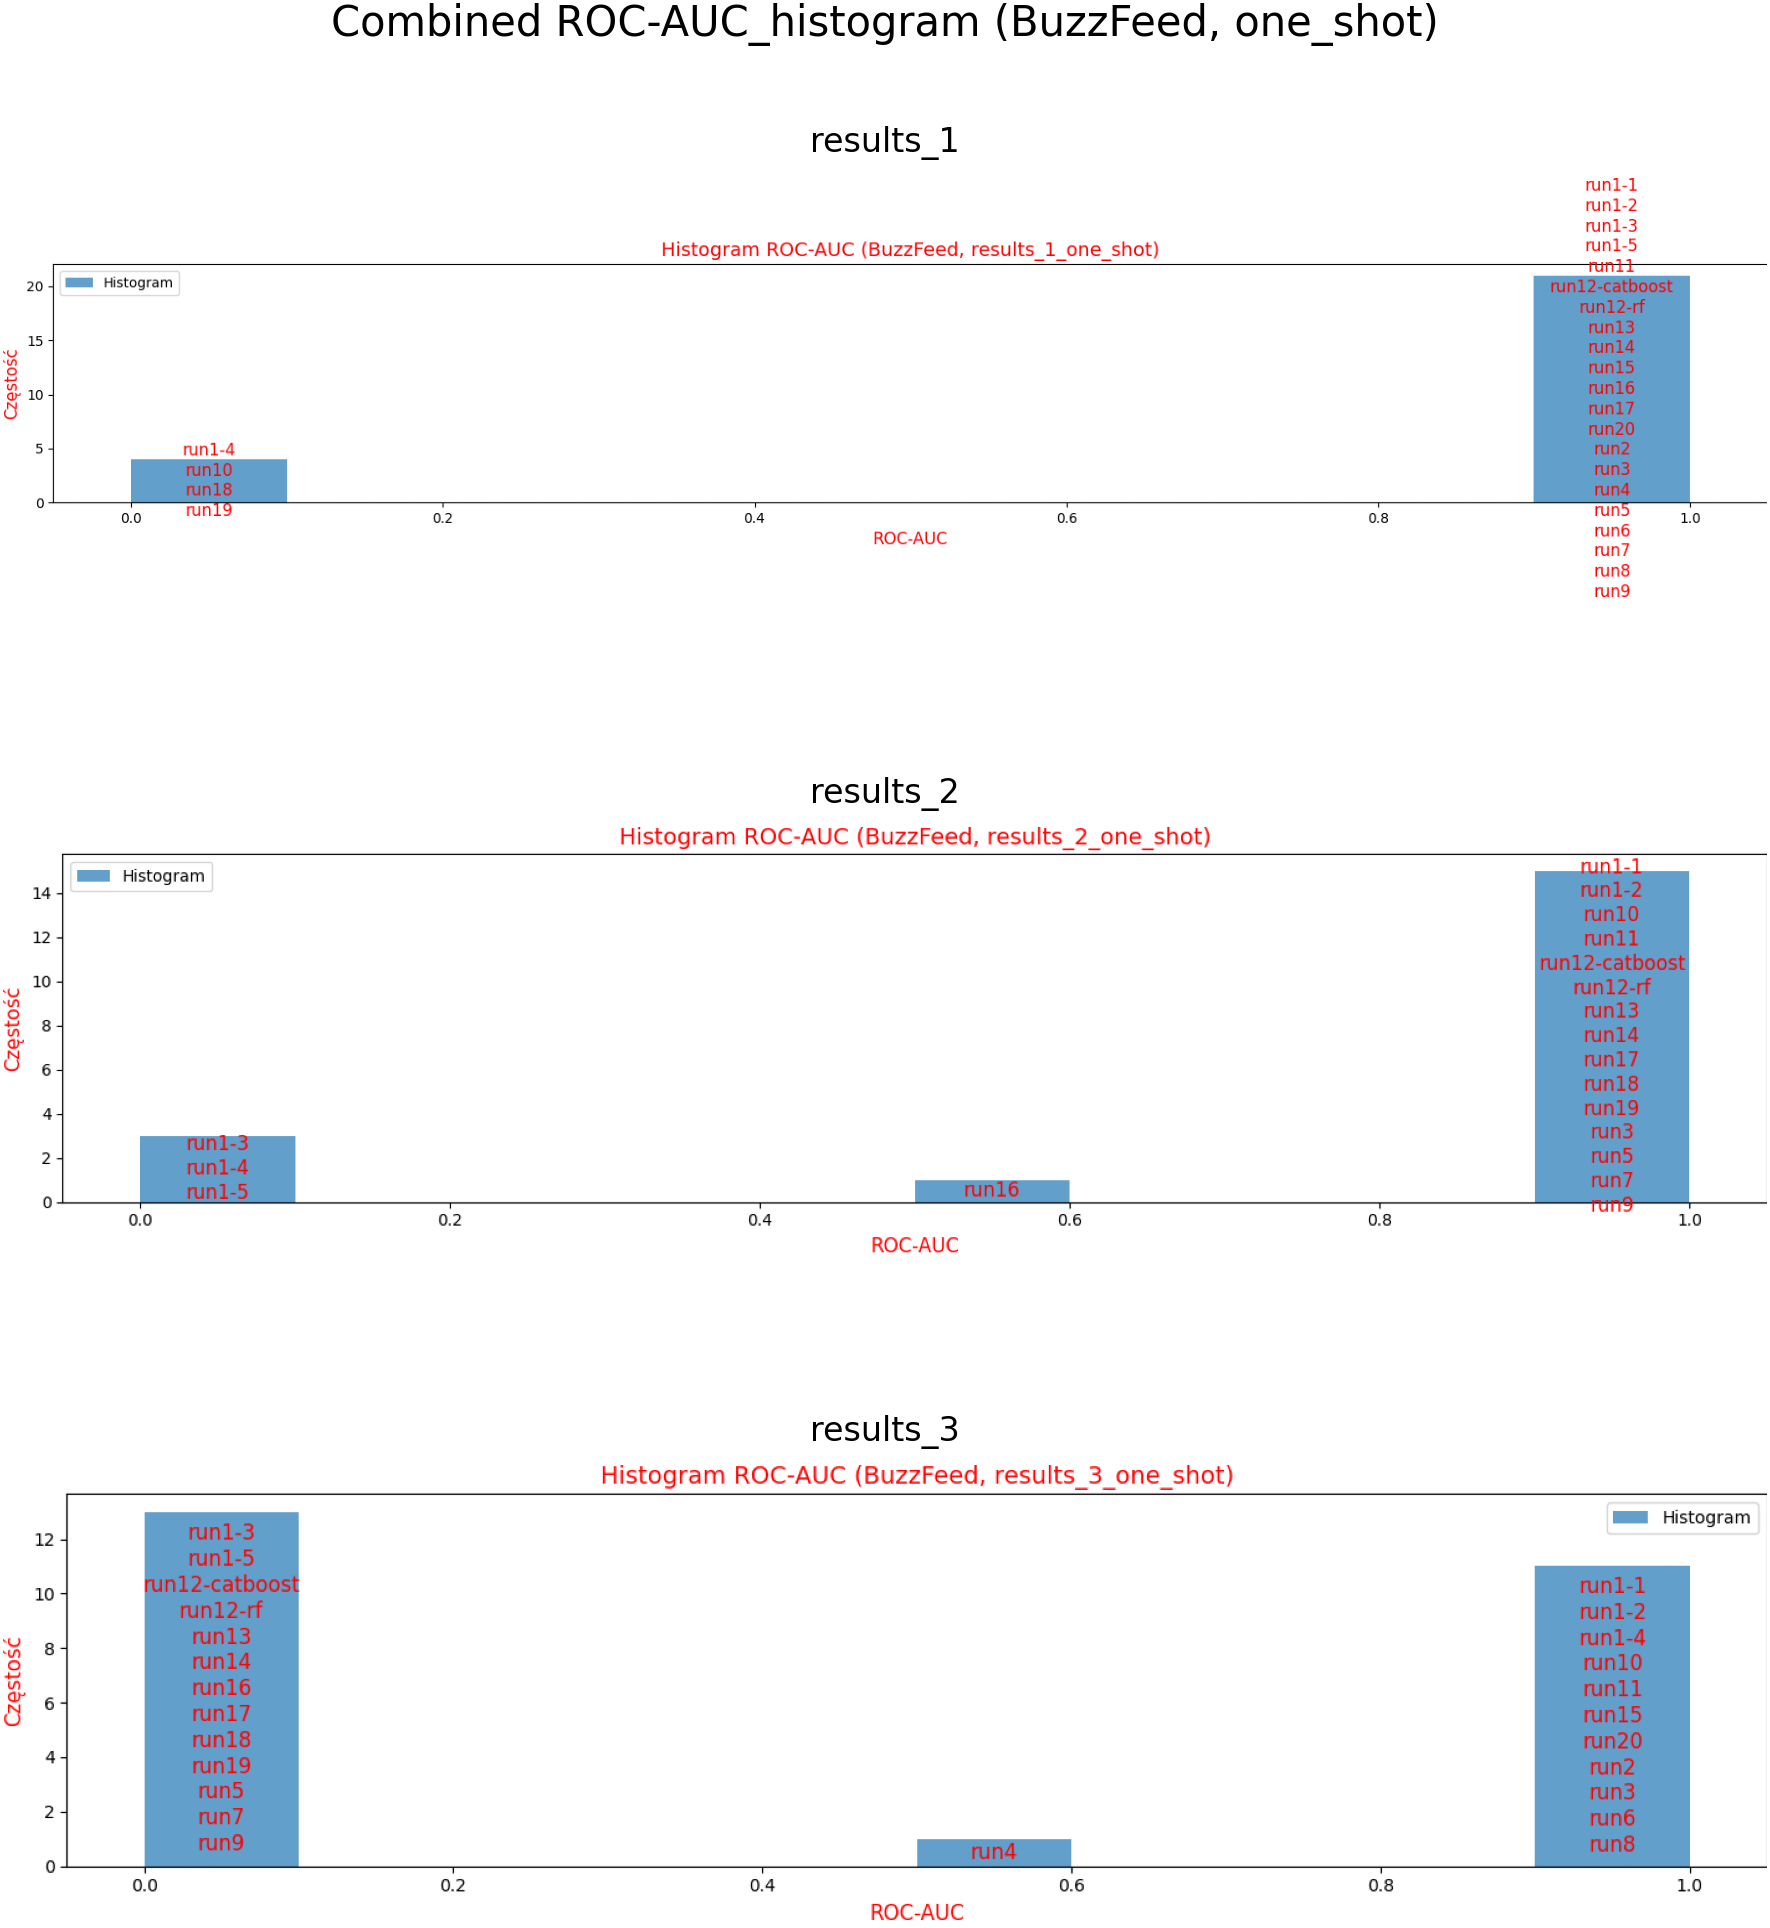 Combined ROC-AUC_histogram (BuzzFeed, one_shot)
results_1
Histogram ROC-AUC (BuzzFeed, results_1_one_shot)
Histogram
Częstość
20
15
10
5
0
run1-4
run10
run18
run19
run1-1
run1-2
run1-3
run1-5
run11
run12-catboost
run12-rf
run13
run14
run15
run16
run17
run20
run2
run3
run4
run5
run6
run7
run8
run9
0.0 0.2 0.4 0.6 0.8 1.0
ROC-AUC
results_2
Histogram ROC-AUC (BuzzFeed, results_2_one_shot)
Histogram
Częstość
14
12
10
8
6
4
2
0
run1-3
run1-4
run1-5
run16
run1-1
run1-2
run10
run11
run12-catboost
run12-rf
run13
run14
run17
run18
run19
run3
run5
run7
run9
0.0 0.2 0.4 0.6 0.8 1.0
ROC-AUC
results_3
Histogram ROC-AUC (BuzzFeed, results_3_one_shot)
Histogram
Częstość
12
10
8
6
4
2
0
run1-3
run1-5
run12-catboost
run12-rf
run13
run14
run16
run17
run18
run19
run5
run7
run9
run4
run1-1
run1-2
run1-4
run10
run11
run15
run20
run2
run3
run6
run8
0.0 0.2 0.4 0.6 0.8 1.0
ROC-AUC